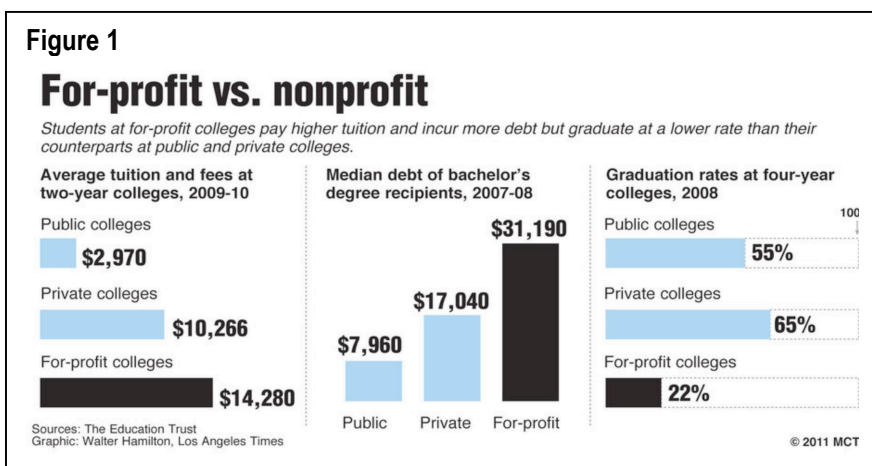 Figure 1
For-profit vs. nonprofit
Students at for-profit colleges pay higher tuition and incur more debt but graduate at a lower rate than their
counterparts at public and private colleges.
Average tuition and fees at
two-year colleges, 2009-10
Public colleges
$2,970
Private colleges
$10,266
For-profit colleges
$14,280
Median debt of bachelor's
degree recipients, 2007-08
$31,190
$17,040
$7,960
Public Private For-profit
Graduation rates at four-year
colleges, 2008
100
Public colleges
55%
Private colleges
65%
For-profit colleges
22%
Sources: The Education Trust
Graphic: Walter Hamilton, Los Angeles Times
© 2011 MCT